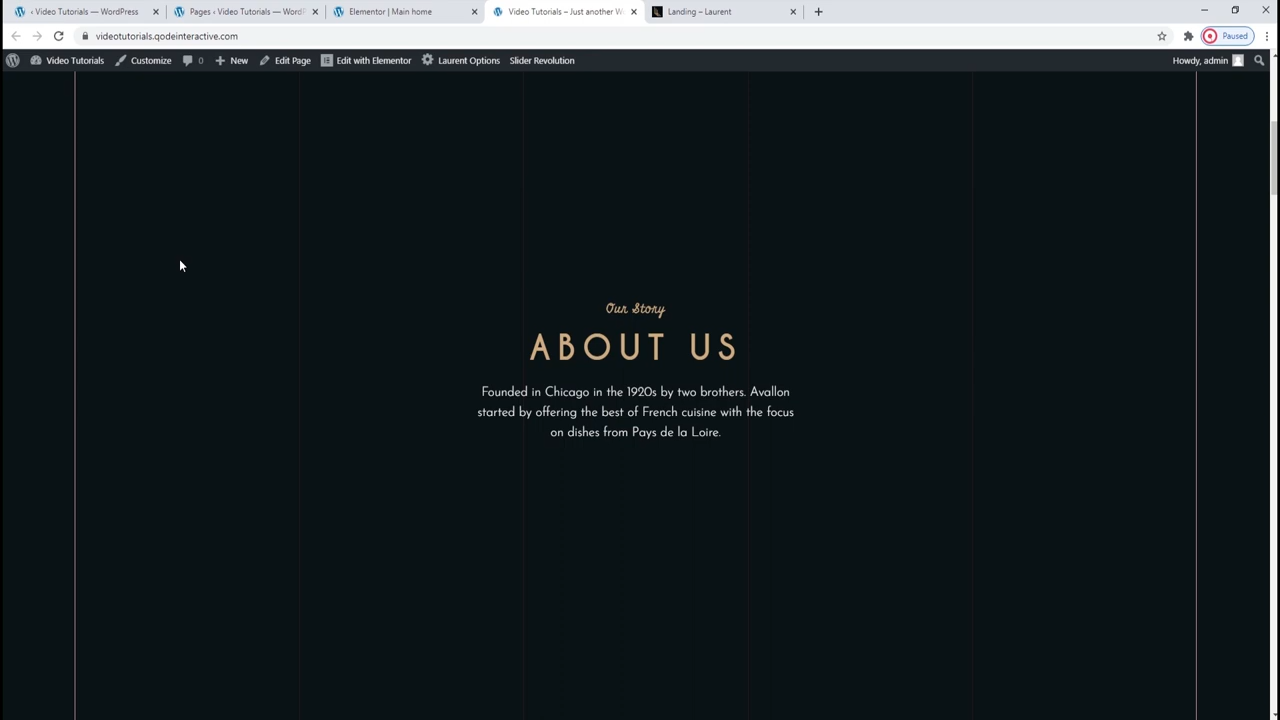 ‹ Video Tutorials — WordPress
Pages ‹ Video Tutorials — Word
Elementor | Main home
Video Tutorials – Just another W
Landing – Laurent
videotutorials.qodeinteractive.com
Paused
Video Tutorials
Customize
0
New
Edit Page
Edit with Elementor
Laurent Options
Slider Revolution
Howdy, admin
Our Story
ABOUT US
Founded in Chicago in the 1920s by two brothers. Avallon
started by offering the best of French cuisine with the focus
on dishes from Pays de la Loire.